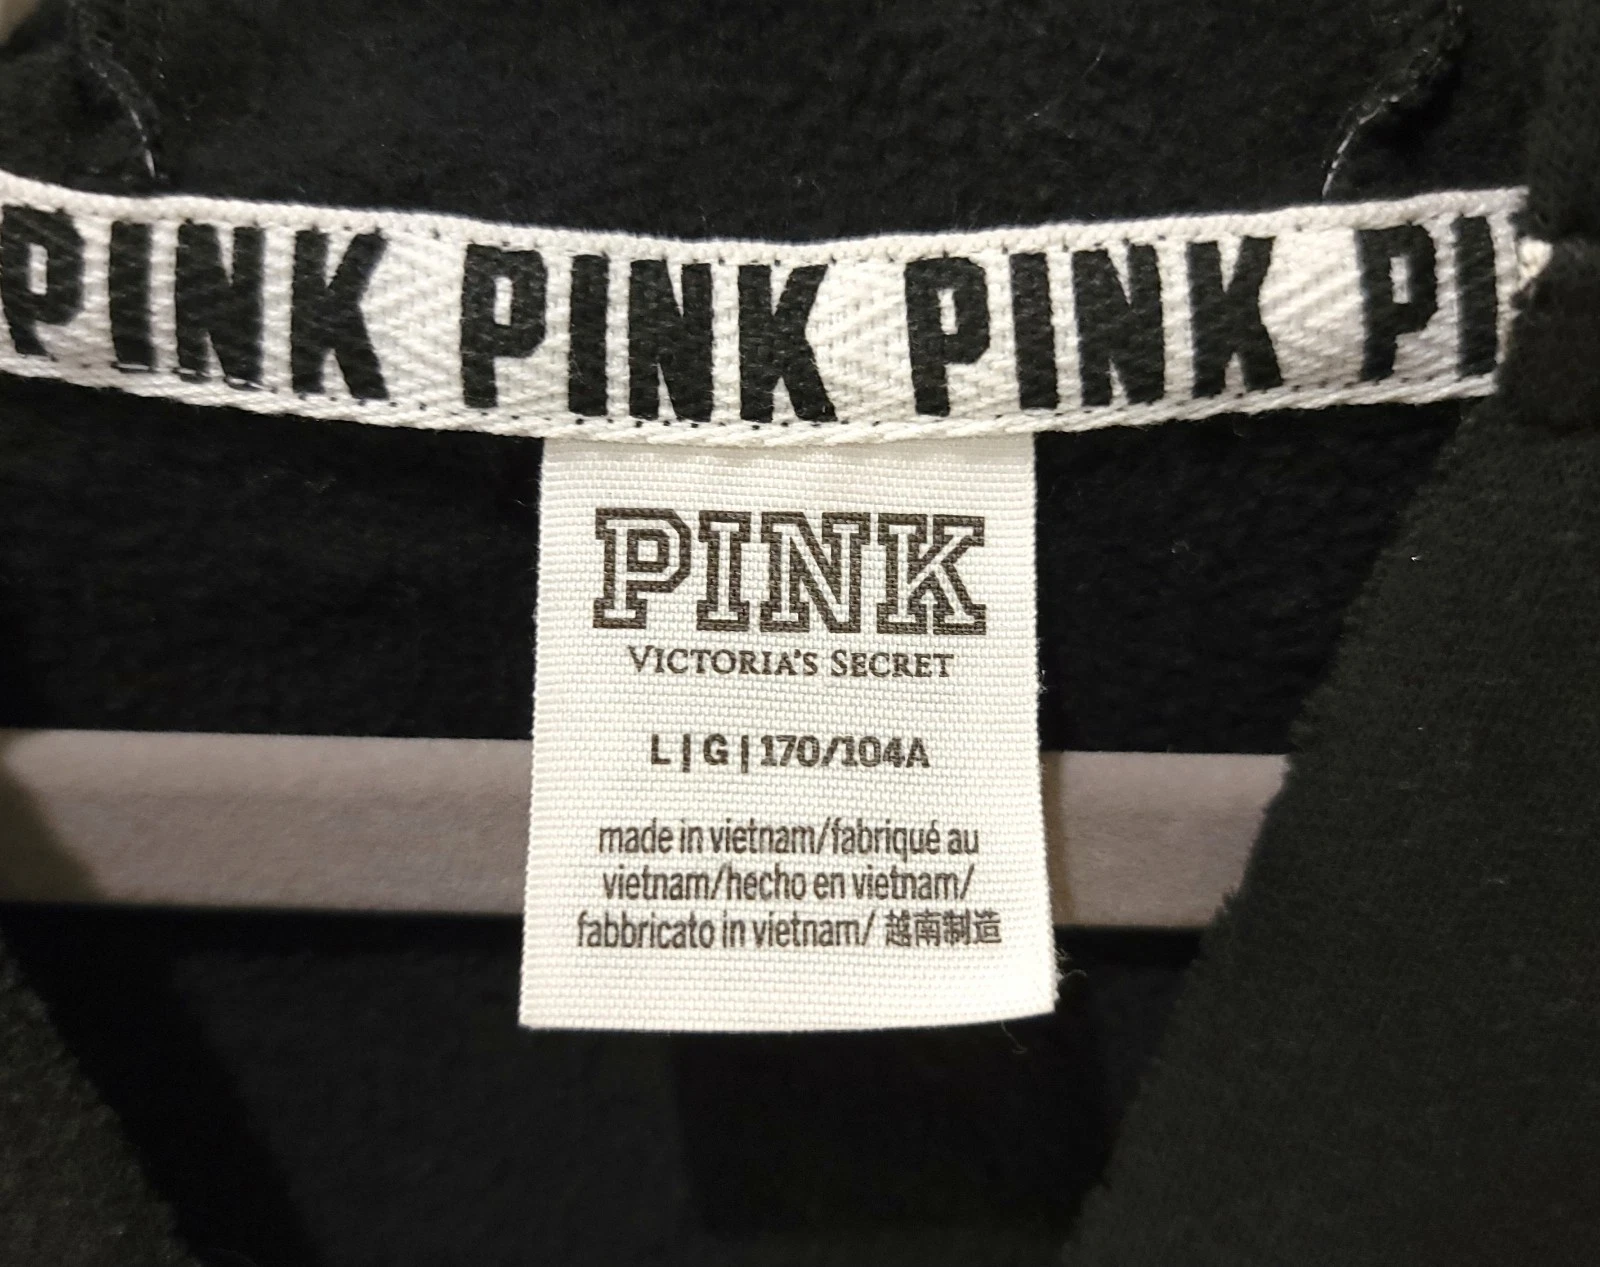 PINK PINK PINK PI
PINK
VICTORIA'S SECRET
L|G|170/104A
made in vietnam/fabriqué au
vietnam/hecho en vietnam/
fabbricato in vietnam/ 越南制造